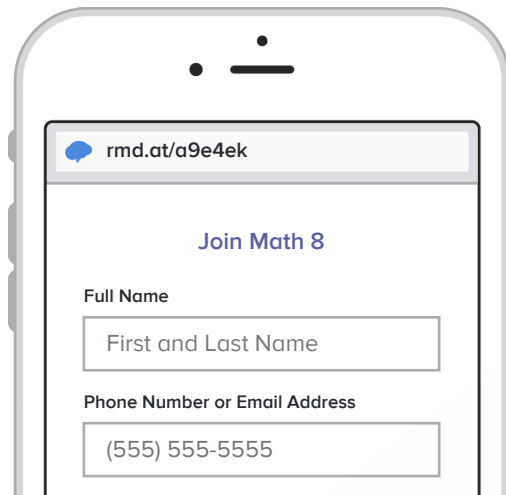 rmd.at/a9e4ek
Join Math 8
Full Name
First and Last Name
Phone Number or Email Address
(555) 555-5555